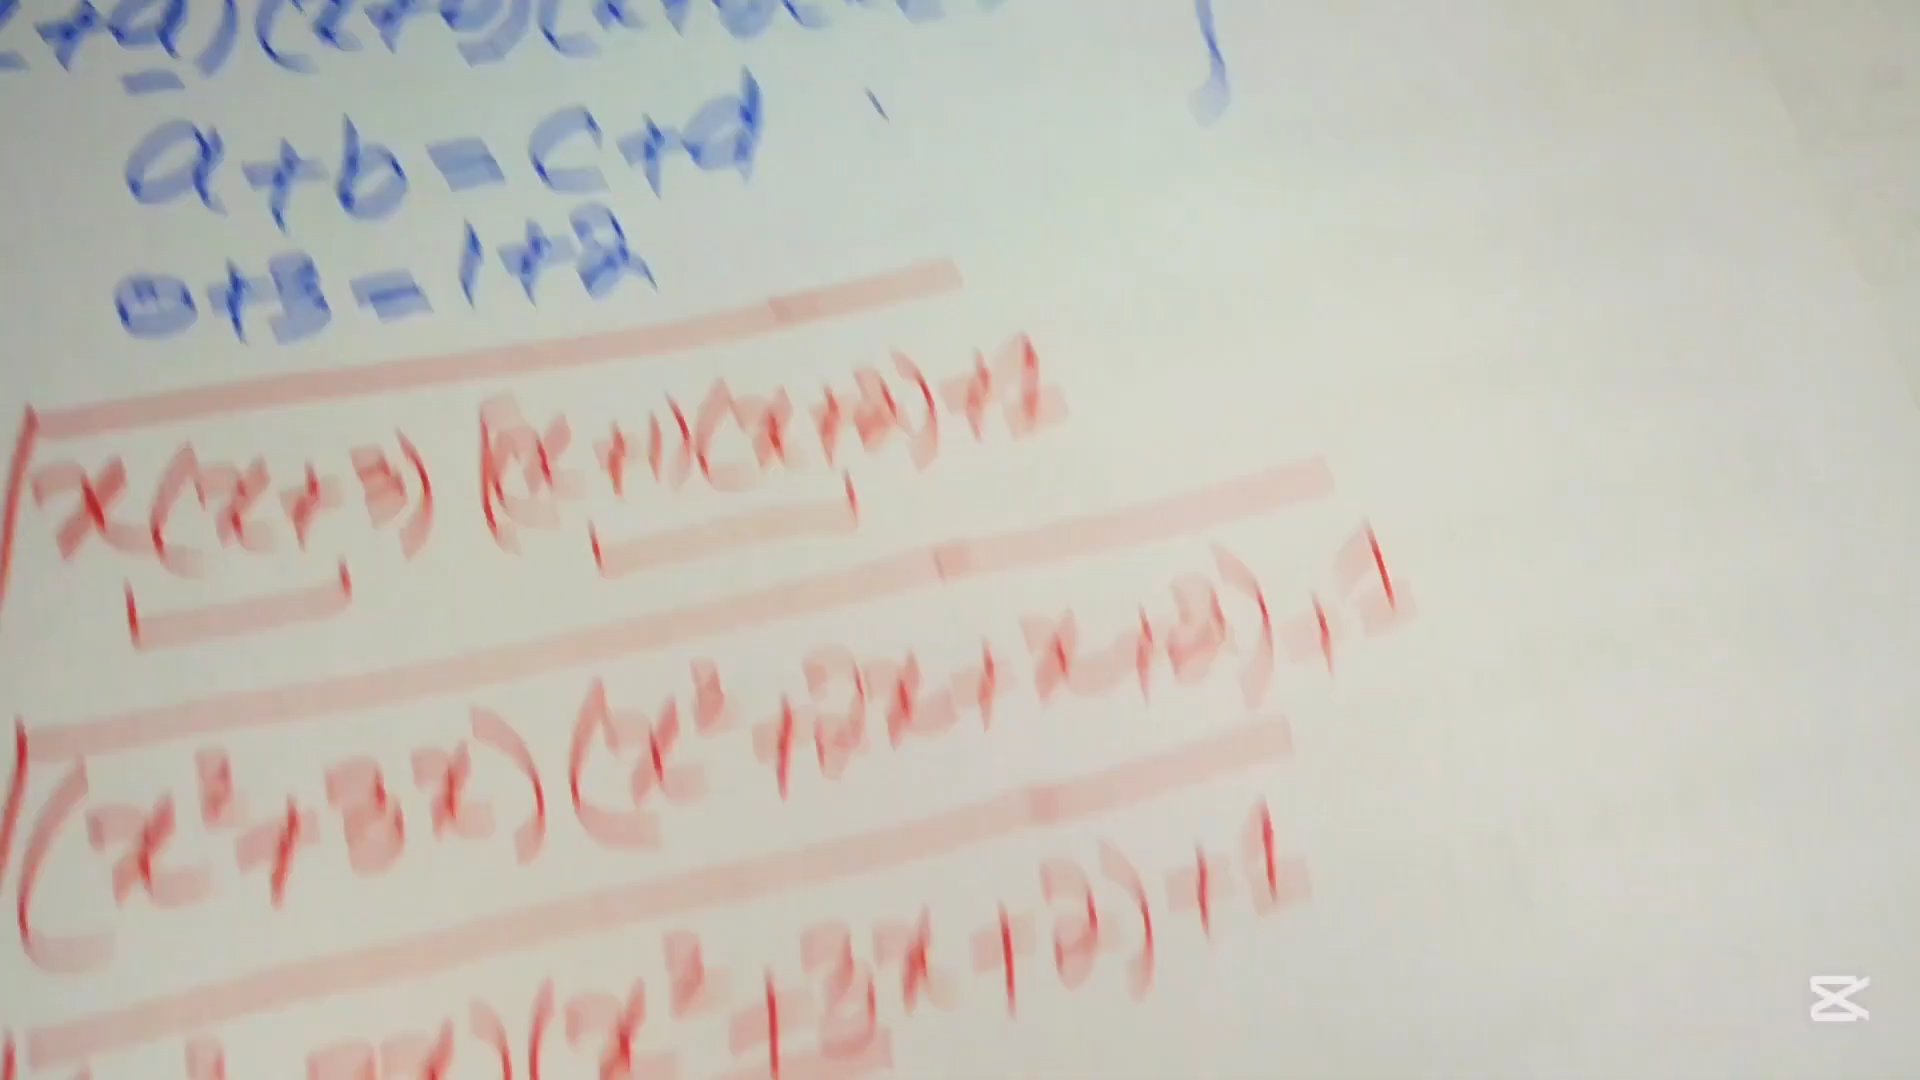 +a)(x+b)(x+
a+b=c+d
0+3=1+2
√x(x+3)(x+1)(x+2)+1
√(x²+3x)(x²+2x+x+2)+1
x)(x²+3x+2)+1